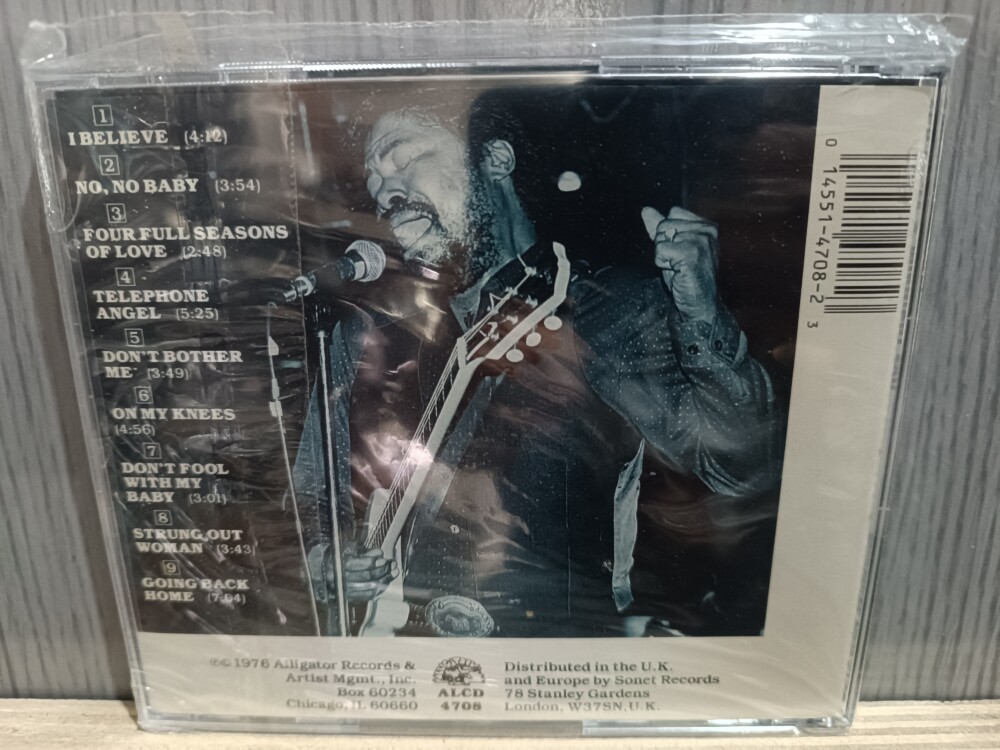 1
I BELIEVE (4:12)
2
NO, NO BABY (3:54)
3
FOUR FULL SEASONS
OF LOVE (2:48)
4
TELEPHONE
ANGEL (5:25)
5
DON'T BOTHER
ME (3:49)
6
ON MY KNEES
(4:56)
7
DON'T FOOL
WITH MY
BABY (3:01)
8
STRUNG OUT
WOMAN (3:43)
9
GOING BACK
HOME (7:04)
0 14551-4708-2 3
℗© 1976 Alligator Records &
Artist Mgmt., Inc.
Box 60234
Chicago, IL 60660
ALCD
4708
Distributed in the U.K.
and Europe by Sonet Records
78 Stanley Gardens
London, W37SN, U.K.